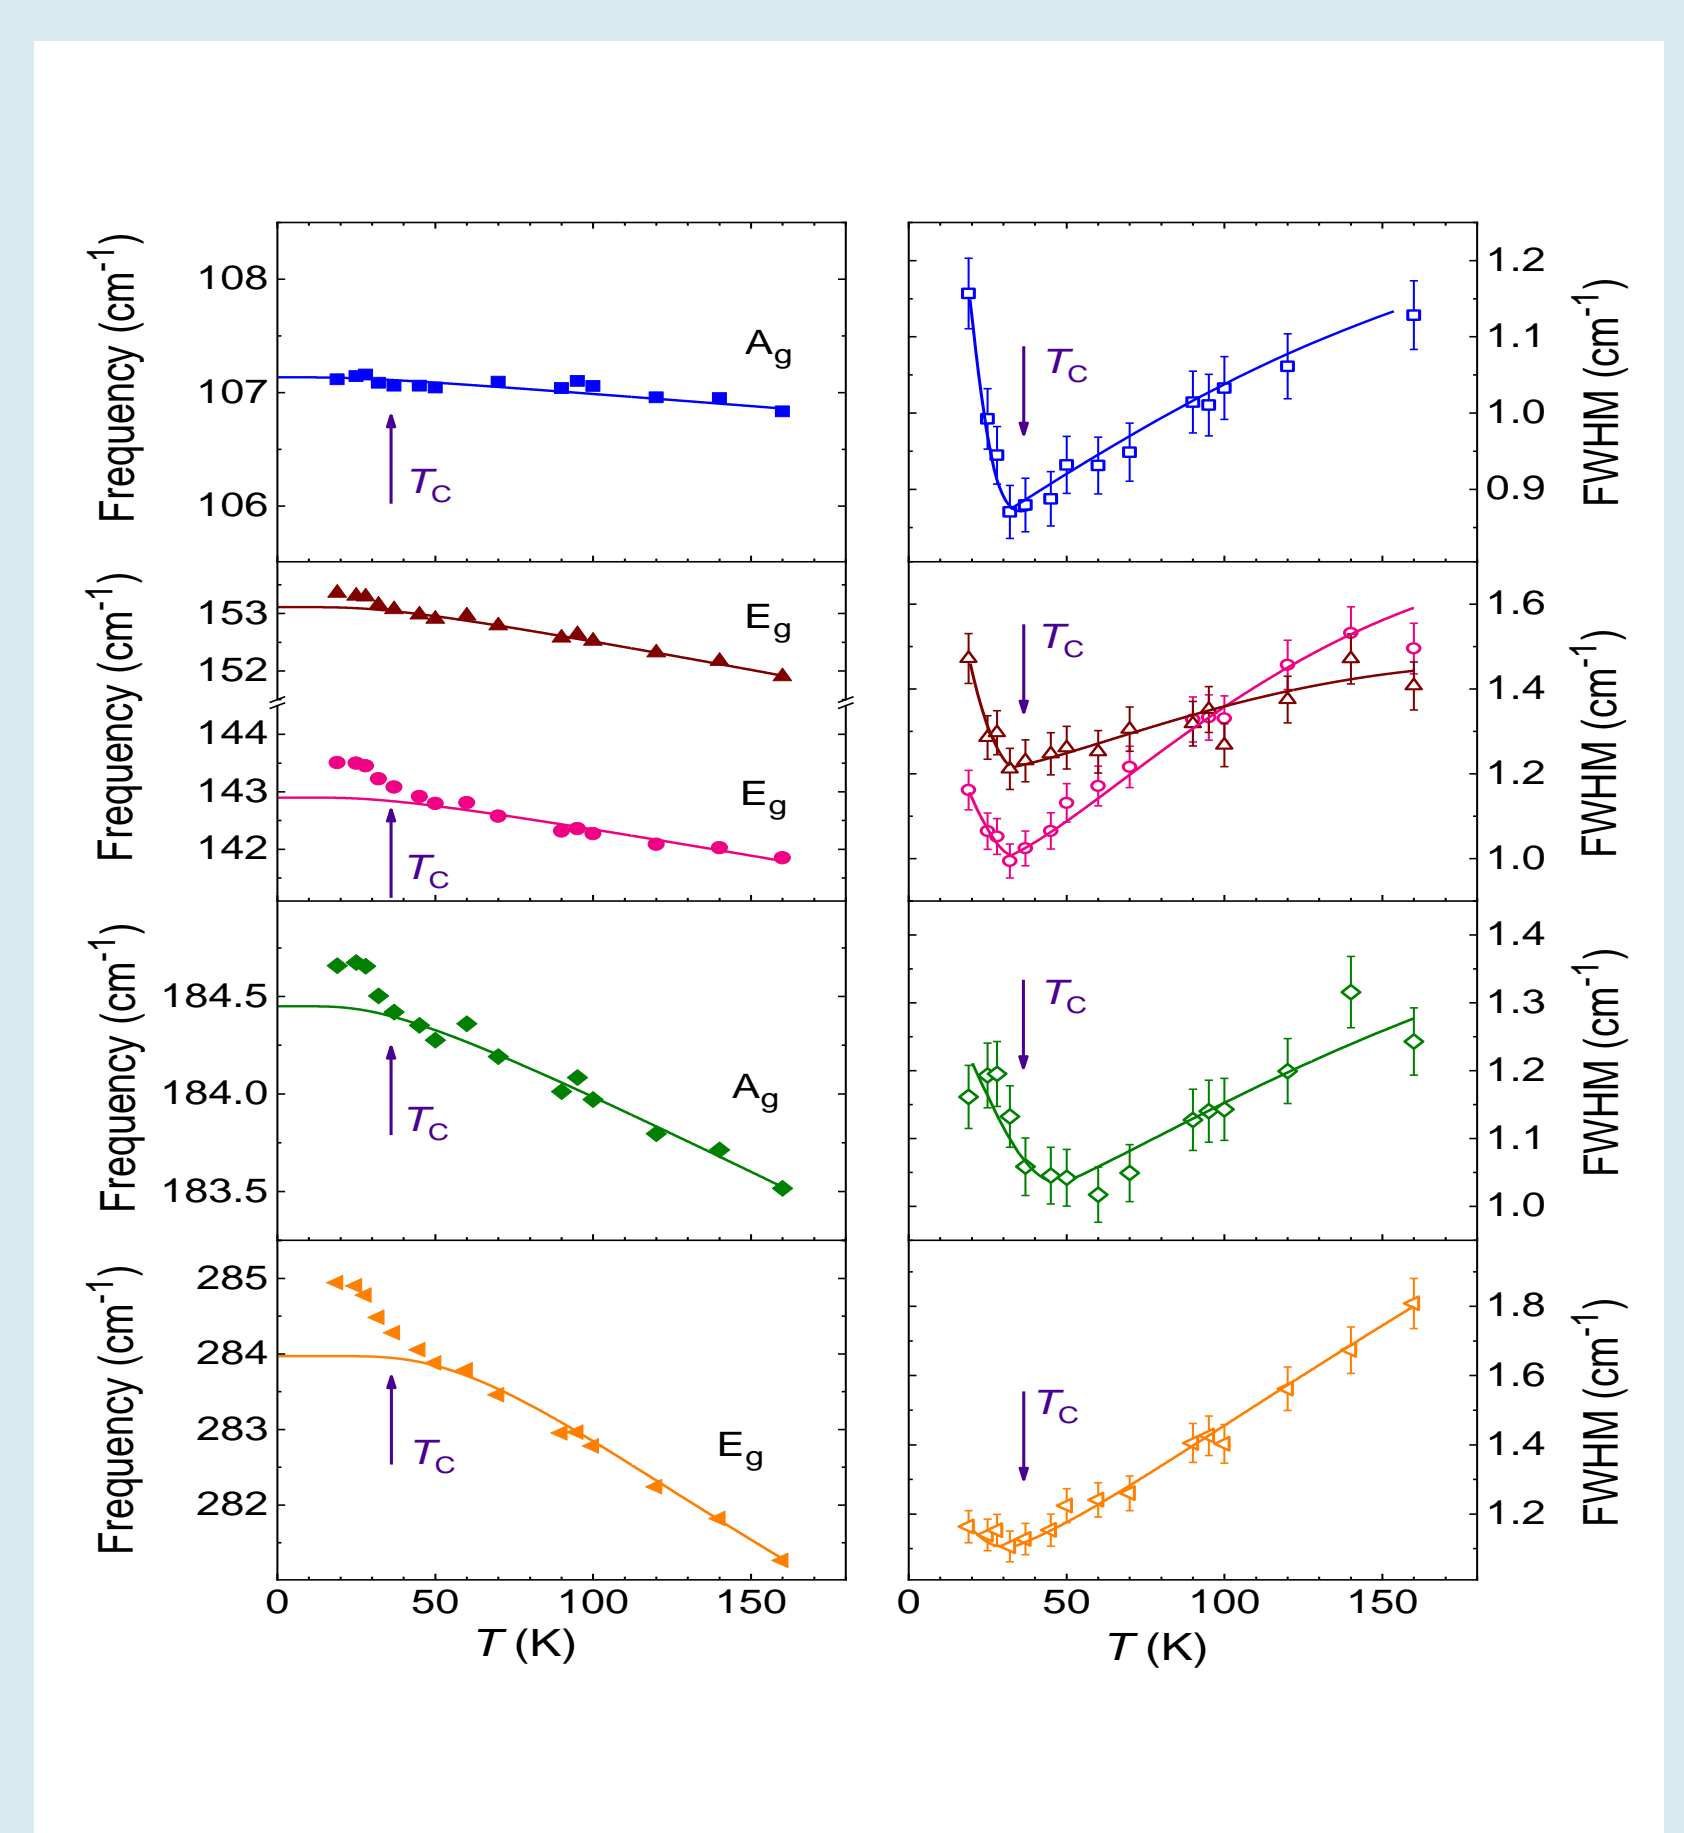 Frequency (cm-1)
108
107
106
Ag
TC
1.2
1.1
1.0
0.9
TC
FWHM (cm-1)
Frequency (cm-1)
153
152
144
143
142
Eg
Eg
TC
1.6
1.4
1.2
1.0
TC
FWHM (cm-1)
Frequency (cm-1)
184.5
184.0
183.5
Ag
TC
1.4
1.3
1.2
1.1
1.0
TC
FWHM (cm-1)
Frequency (cm-1)
285
284
283
282
Eg
TC
1.8
1.6
1.4
1.2
TC
FWHM (cm-1)
0 50 100 150
T (K)
0 50 100 150
T (K)